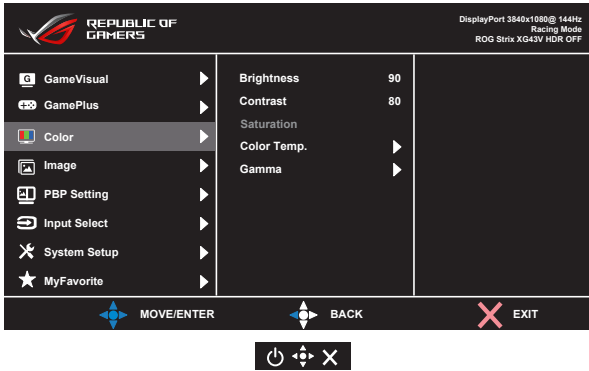 REPUBLIC OF
GAMERS
DisplayPort 3840x1080@ 144Hz
Racing Mode
ROG Strix XG43V HDR OFF
G
GameVisual
GamePlus
Color
Image
PBP Setting
Input Select
System Setup
MyFavorite
Brightness 90
Contrast 80
Saturation
Color Temp.
Gamma
MOVE/ENTER
BACK
EXIT